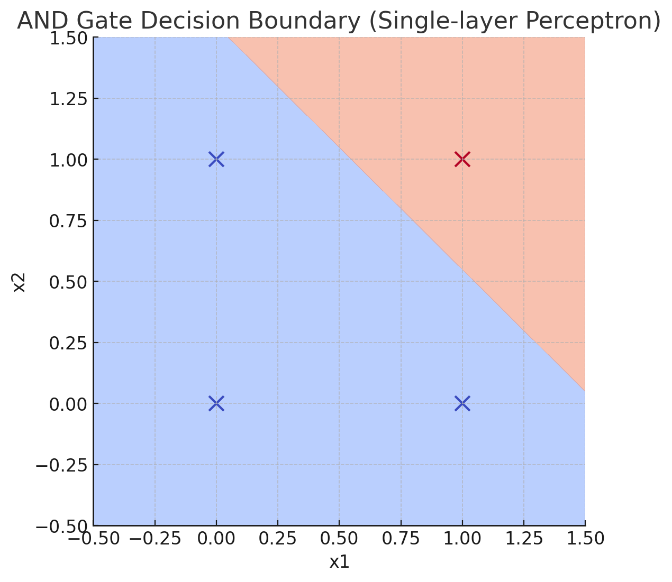 AND Gate Decision Boundary (Single-layer Perceptron)
1.50
1.25
1.00
0.75
0.50
0.25
0.00
−0.25
−0.50
x2
−0.50 −0.25 0.00 0.25 0.50 0.75 1.00 1.25 1.50
x1